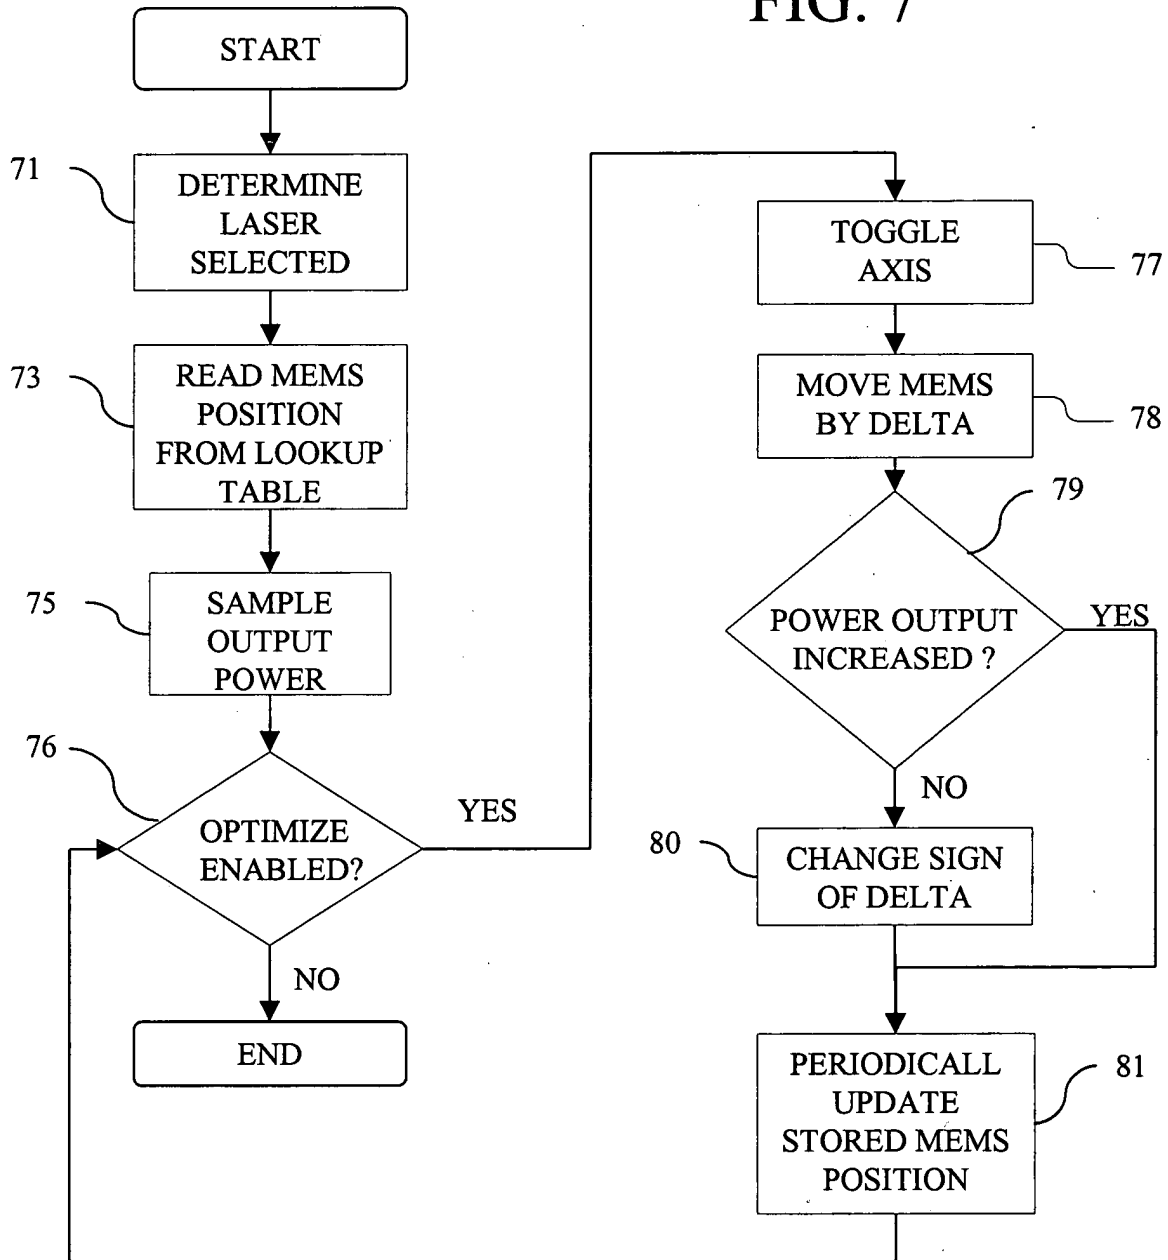 FIG. 7
START
71
DETERMINE
LASER
SELECTED
73
READ MEMS
POSITION
FROM LOOKUP
TABLE
75
SAMPLE
OUTPUT
POWER
76
OPTIMIZE
ENABLED?
YES
NO
END
TOGGLE
AXIS
77
MOVE MEMS
BY DELTA
78
79
POWER OUTPUT
INCREASED ?
YES
NO
80
CHANGE SIGN
OF DELTA
PERIODICALL
UPDATE
STORED MEMS
POSITION
81